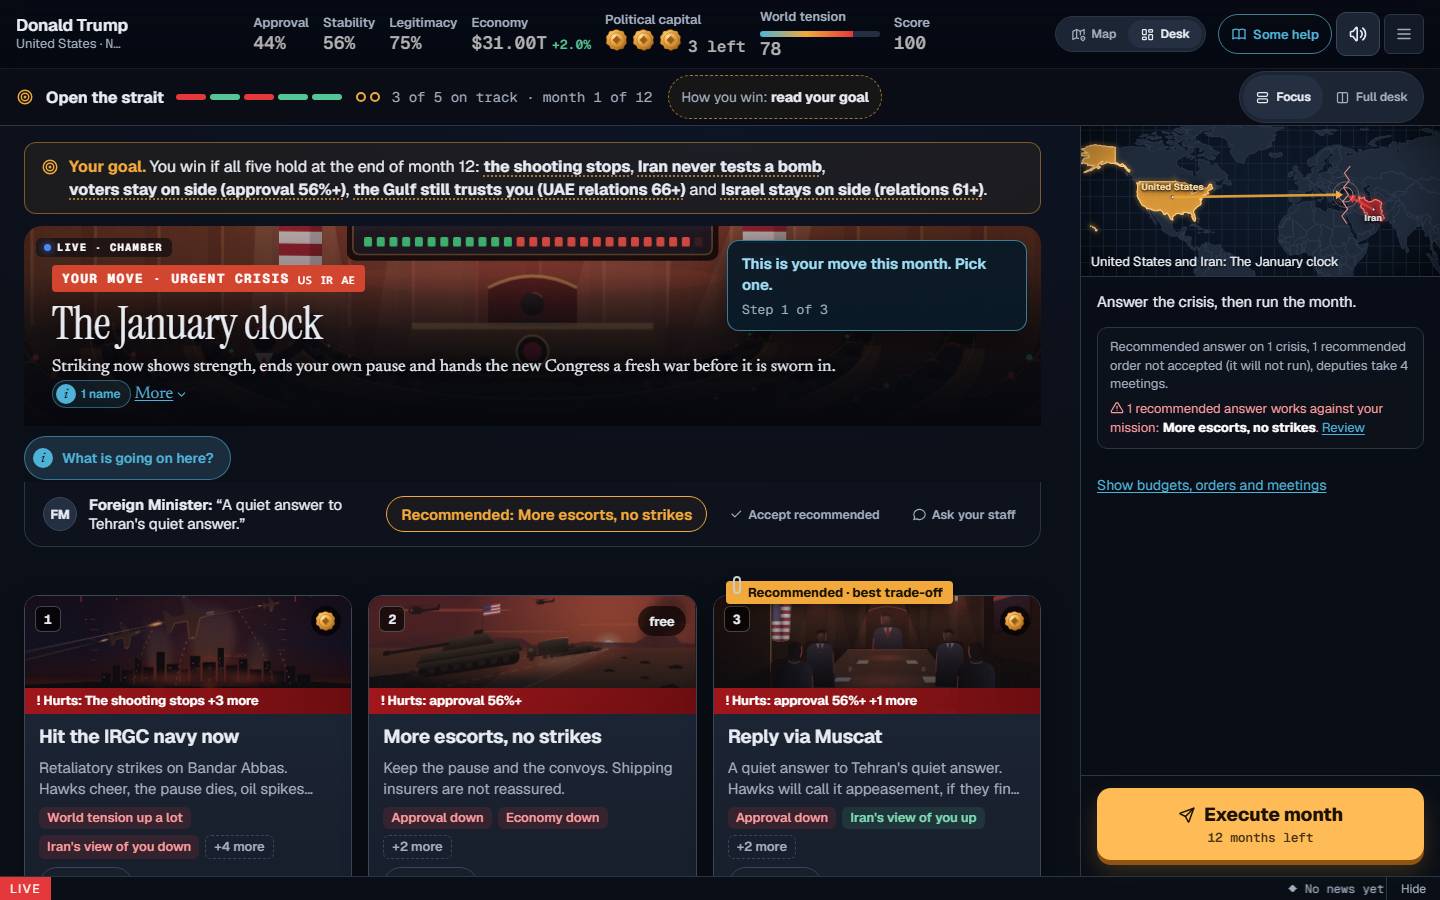 Donald Trump
United States · N...
Approval
44%
Stability
56%
Legitimacy
75%
Economy
$31.00T +2.0%
Political capital
3 left
World tension
78
Score
100
Map
Desk
Some help
Open the strait
3 of 5 on track · month 1 of 12
How you win: read your goal
Focus
Full desk
Your goal. You win if all five hold at the end of month 12: the shooting stops, Iran never tests a bomb,
voters stay on side (approval 56%+), the Gulf still trusts you (UAE relations 66+) and Israel stays on side (relations 61+).
LIVE · CHAMBER
YOUR MOVE · URGENT CRISIS US IR AE
The January clock
Striking now shows strength, ends your own pause and hands the new Congress a fresh war before it is sworn in.
i 1 name More
This is your move this month. Pick
one.
Step 1 of 3
i What is going on here?
FM
Foreign Minister: “A quiet answer to
Tehran's quiet answer.”
Recommended: More escorts, no strikes
Accept recommended
Ask your staff
1
! Hurts: The shooting stops +3 more
Hit the IRGC navy now
Retaliatory strikes on Bandar Abbas.
Hawks cheer, the pause dies, oil spikes...
World tension up a lot
Iran's view of you down
+4 more
2
free
! Hurts: approval 56%+
More escorts, no strikes
Keep the pause and the convoys. Shipping
insurers are not reassured.
Approval down
Economy down
+2 more
Recommended · best trade-off
3
! Hurts: approval 56%+ +1 more
Reply via Muscat
A quiet answer to Tehran's quiet answer.
Hawks will call it appeasement, if they fin...
Approval down
Iran's view of you up
+2 more
United States
Iran
United States and Iran: The January clock
Answer the crisis, then run the month.
Recommended answer on 1 crisis, 1 recommended
order not accepted (it will not run), deputies take 4
meetings.
1 recommended answer works against your
mission: More escorts, no strikes. Review
Show budgets, orders and meetings
Execute month
12 months left
LIVE
No news yet
Hide